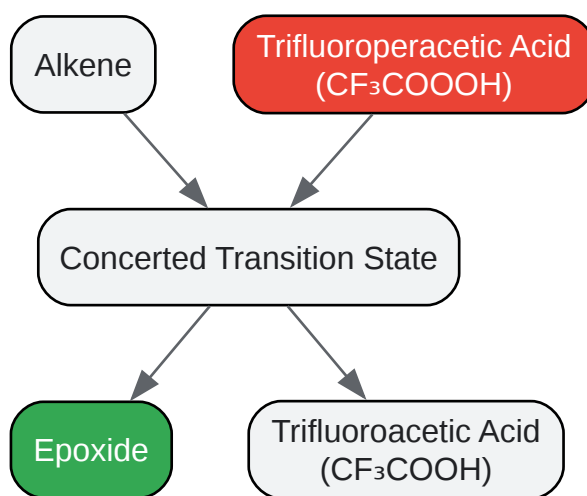 Alkene
Trifluoroperacetic Acid
(CF₃COOOH)
Concerted Transition State
Epoxide
Trifluoroacetic Acid
(CF₃COOH)